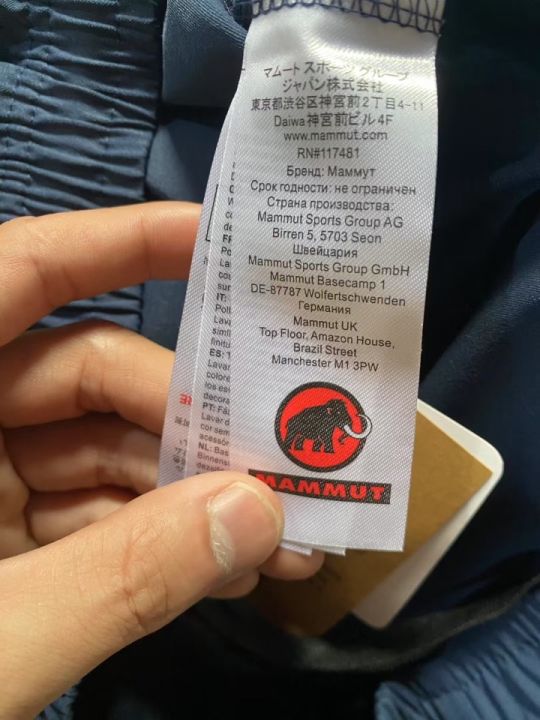 マムートスポーツグループ
ジャパン株式会社
東京都渋谷区神宮前2丁目4-11
Daiwa神宮前ビル4F
www.mammut.com
RN#117481
Бренд: Маммут
Срок годности: не ограничен
Страна производства:
Mammut Sports Group AG
Birren 5, 5703 Seon
Швейцария
Mammut Sports Group GmbH
Mammut Basecamp 1
DE-87787 Wolfertschwenden
Германия
Mammut UK
Top Floor, Amazon House,
Brazil Street
Manchester M1 3PW
MAMMUT
IT:
ES:
PT:
NL: